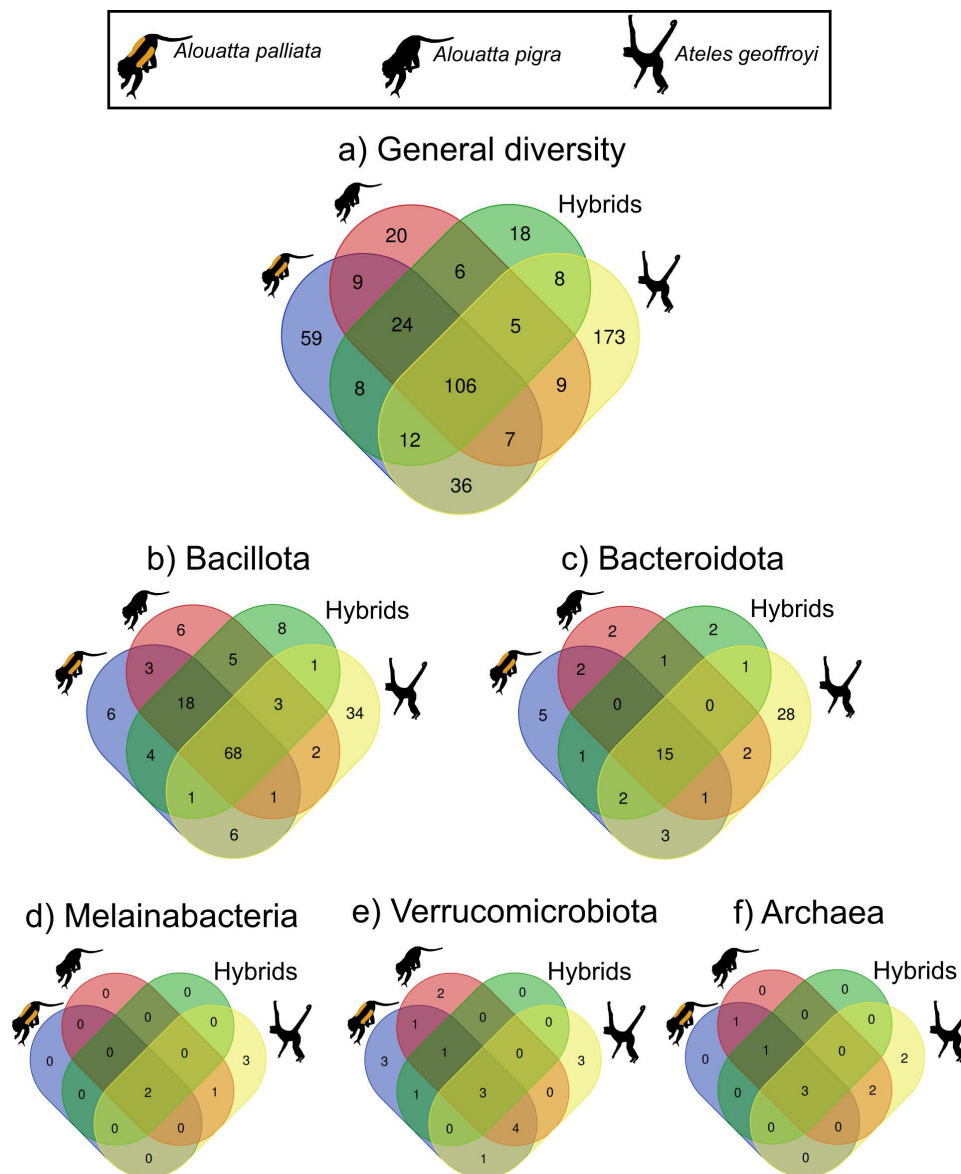 Alouatta palliata Alouatta pigra Ateles geoffroyi
a) General diversity
Hybrids
20 18
9 6 8
59 24 5 173
8 106 9
12 7
36
b) Bacillota c) Bacteroidota
Hybrids Hybrids
6 8 2 2
3 5 1 2 1 1
6 18 3 34 5 0 0 28
4 68 2 1 15 2
1 1 2 1
6 3
d) Melainabacteria e) Verrucomicrobiota f) Archaea
Hybrids Hybrids Hybrids
0 0 2 0 0 0
0 0 0 1 0 0 1 0 0
0 0 0 3 3 1 0 3 0 1 0 2
0 2 1 1 3 0 0 3 2
0 0 0 4 0 0
0 1 0